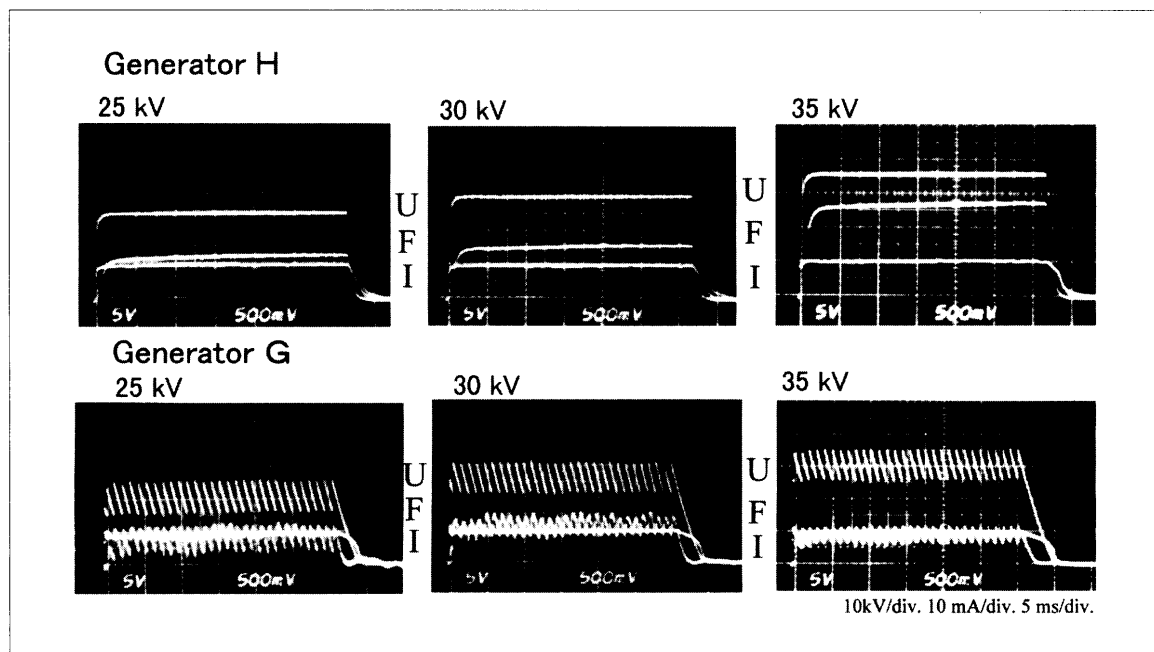 Generator H
25 kV
30 kV
35 kV
U
F
I
U
F
I
5V 500mV
5V 500mV
5V 500mV
Generator G
25 kV
30 kV
35 kV
U
F
I
U
F
I
5V 500mV
5V 500mV
5V 500mV
10kV/div. 10 mA/div. 5 ms/div.